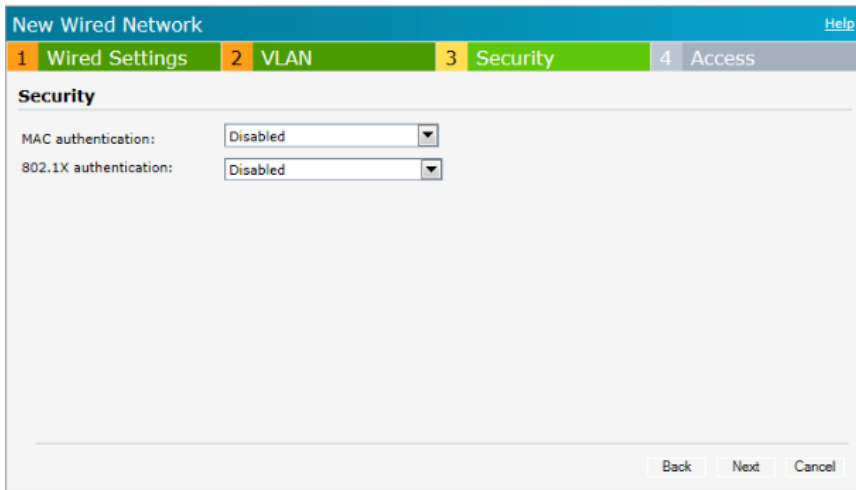 New Wired Network Help
1 Wired Settings 2 VLAN 3 Security 4 Access
Security
MAC authentication: Disabled
802.1X authentication: Disabled
Back Next Cancel